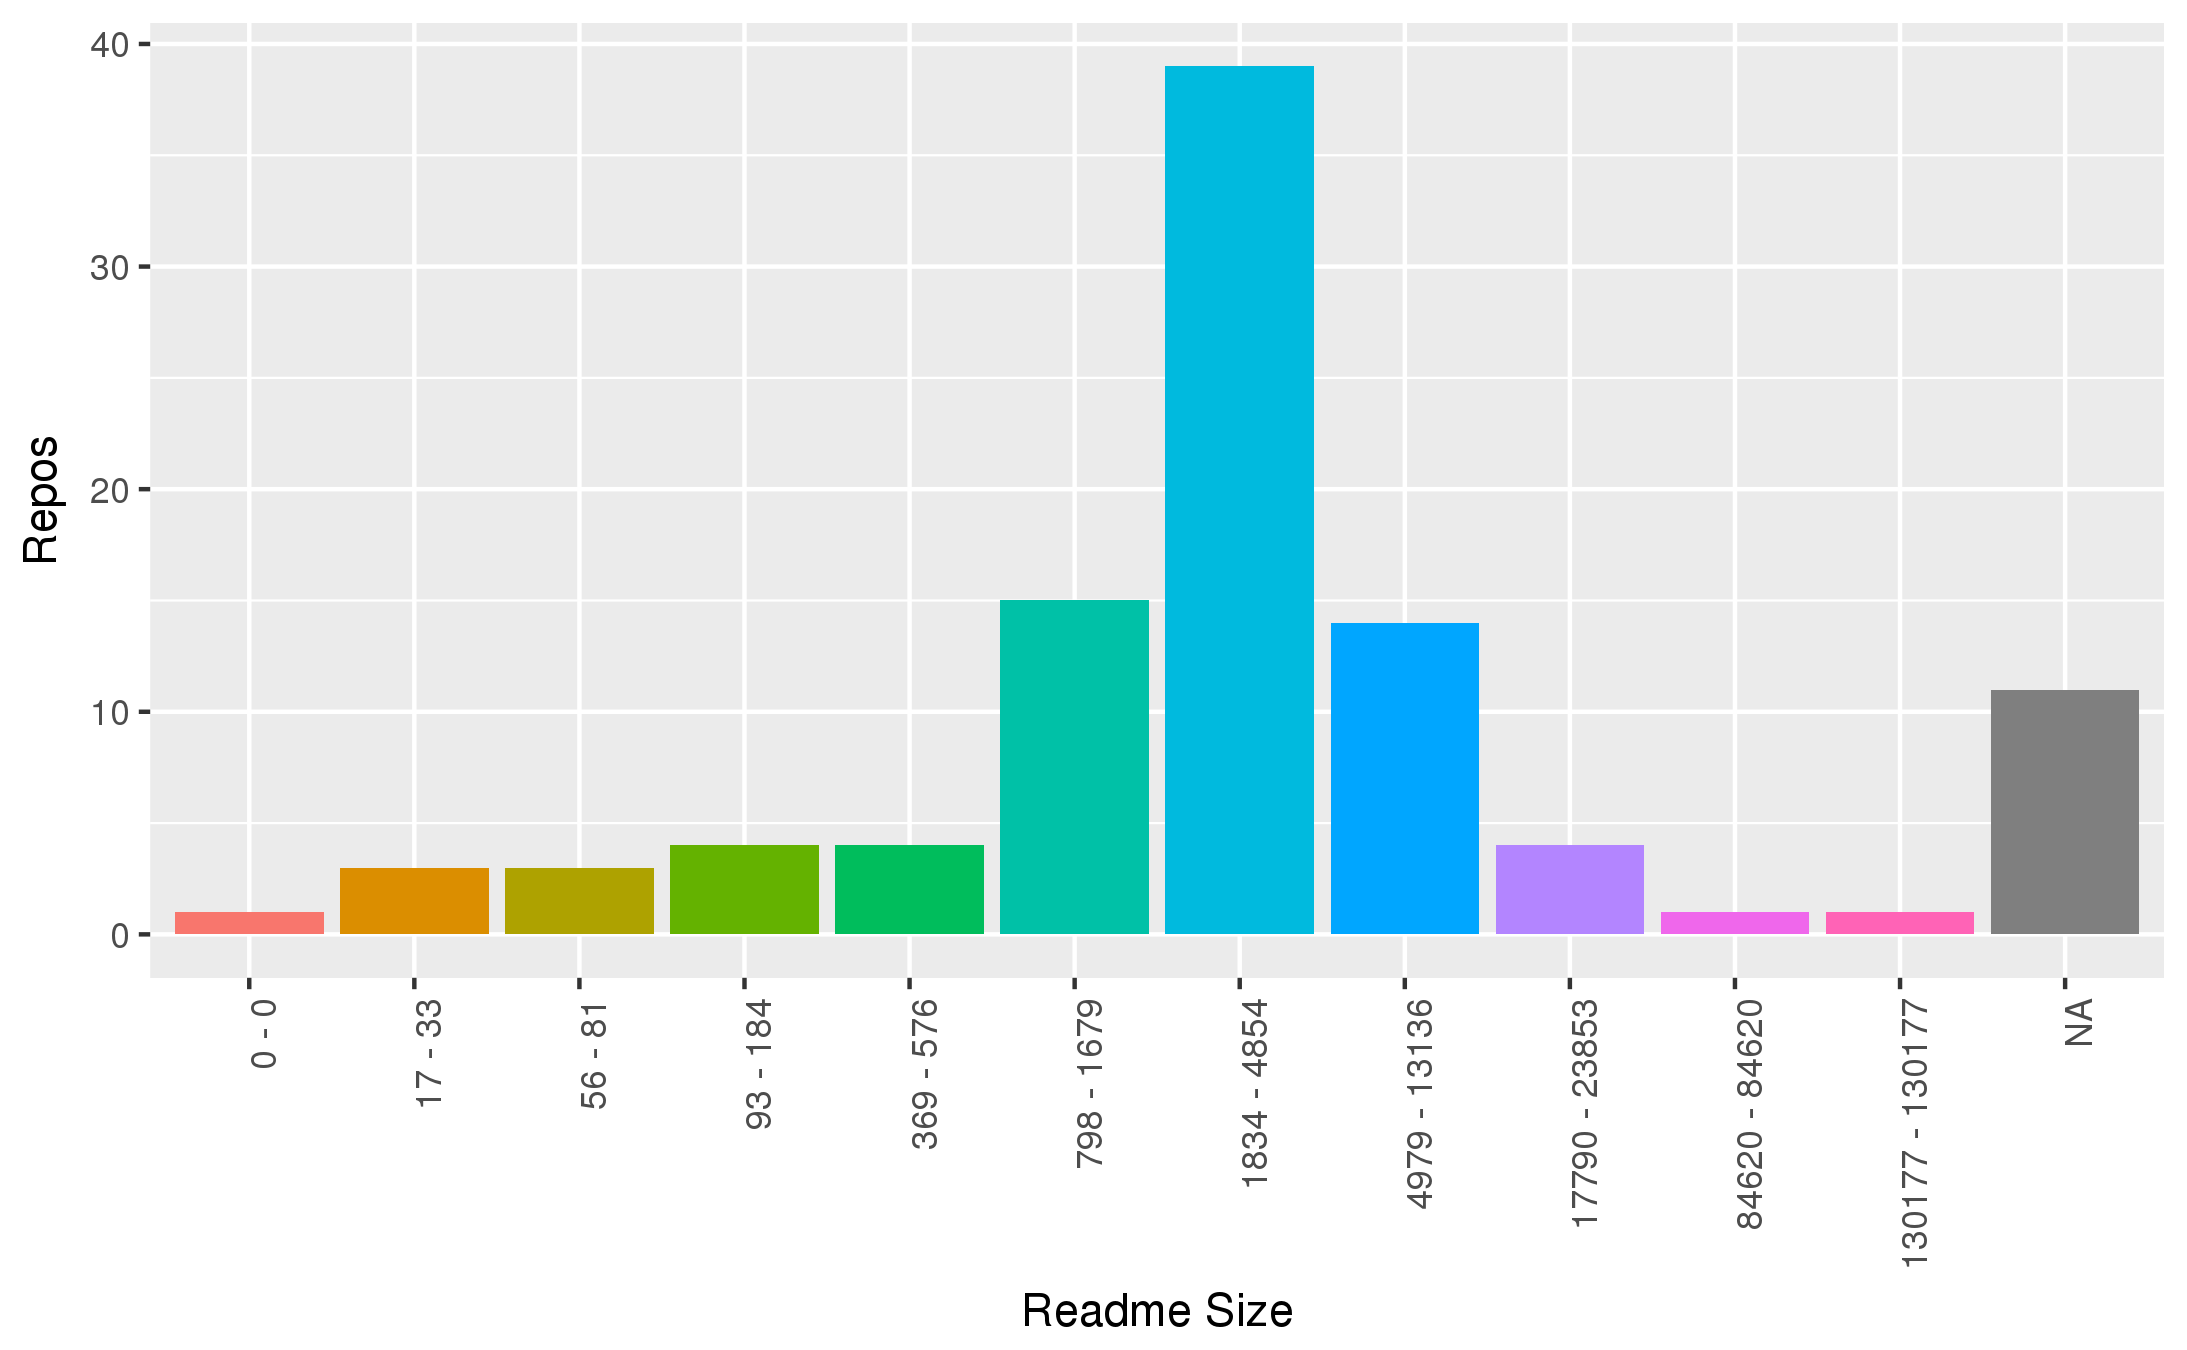 40
30
20
10
0
Repos
0 - 0
17 - 33
56 - 81
93 - 184
369 - 576
798 - 1679
1834 - 4854
4979 - 13136
17790 - 23853
84620 - 84620
130177 - 130177
NA
Readme Size